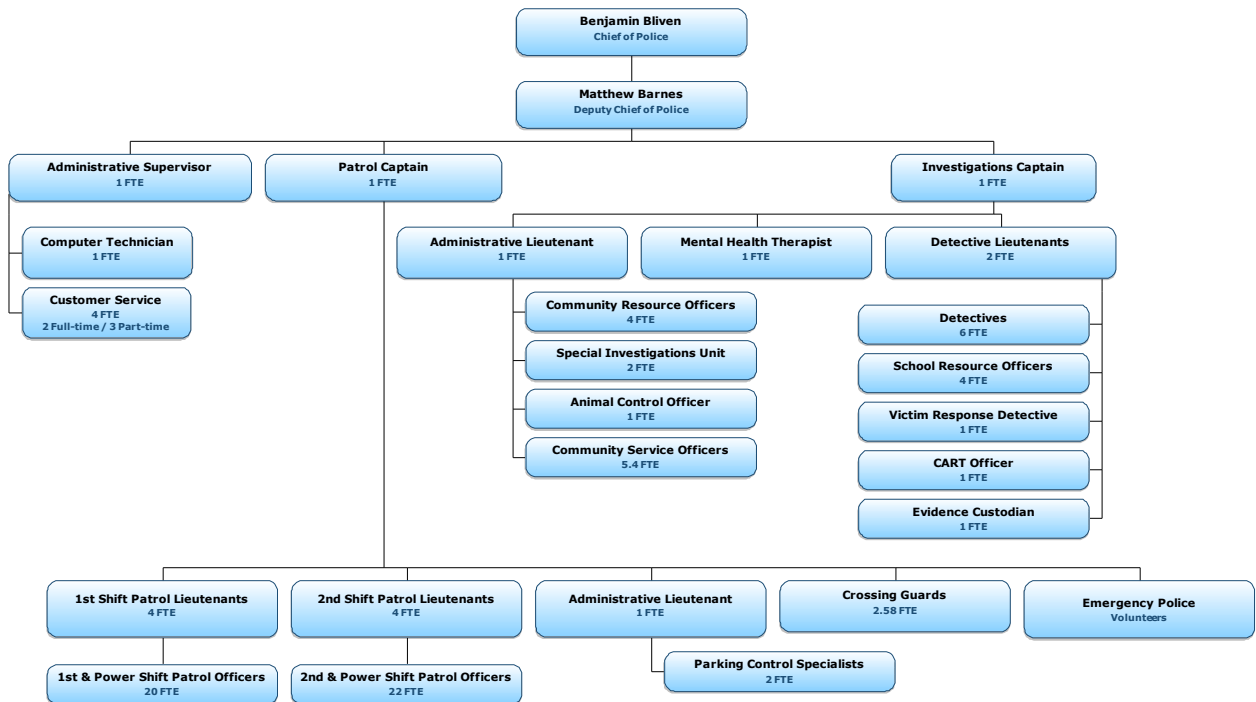 Benjamin Bliven
Chief of Police
Matthew Barnes
Deputy Chief of Police
Administrative Supervisor
1 FTE
Patrol Captain
1 FTE
Investigations Captain
1 FTE
Computer Technician
1 FTE
Customer Service
4 FTE
2 Full-time / 3 Part-time
Administrative Lieutenant
1 FTE
Mental Health Therapist
1 FTE
Detective Lieutenants
2 FTE
Community Resource Officers
4 FTE
Special Investigations Unit
2 FTE
Animal Control Officer
1 FTE
Community Service Officers
5.4 FTE
Detectives
6 FTE
School Resource Officers
4 FTE
Victim Response Detective
1 FTE
CART Officer
1 FTE
Evidence Custodian
1 FTE
1st Shift Patrol Lieutenants
4 FTE
2nd Shift Patrol Lieutenants
4 FTE
Administrative Lieutenant
1 FTE
Crossing Guards
2.58 FTE
Emergency Police
Volunteers
1st & Power Shift Patrol Officers
20 FTE
2nd & Power Shift Patrol Officers
22 FTE
Parking Control Specialists
2 FTE